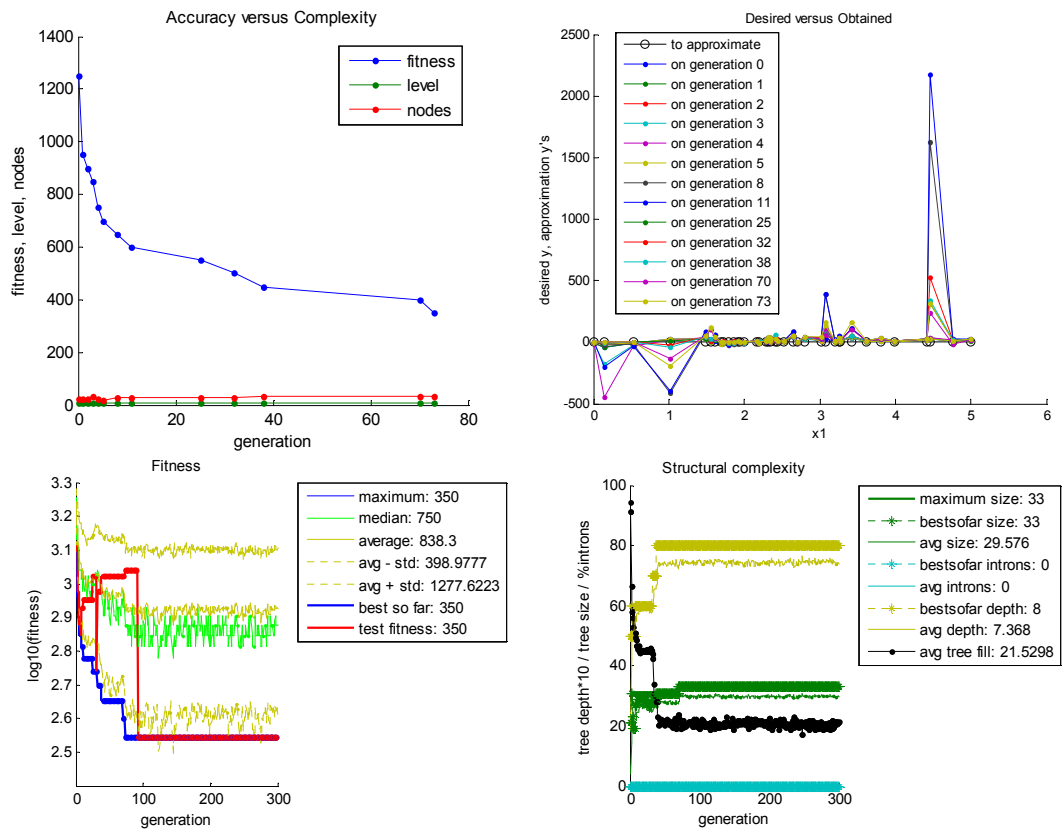 Accuracy versus Complexity
1400
1200
1000
800
600
400
200
0
0
20
40
60
80
fitness, level, nodes
generation
fitness
level
nodes
Desired versus Obtained
2500
2000
1500
1000
500
0
-500
0
1
2
3
4
5
6
desired y, approximation y's
x1
to approximate
on generation 0
on generation 1
on generation 2
on generation 3
on generation 4
on generation 5
on generation 8
on generation 11
on generation 25
on generation 32
on generation 38
on generation 70
on generation 73
Fitness
3.3
3.2
3.1
3
2.9
2.8
2.7
2.6
2.5
0
100
200
300
log10(fitness)
generation
maximum: 350
median: 750
average: 838.3
avg - std: 398.9777
avg + std: 1277.6223
best so far: 350
test fitness: 350
Structural complexity
100
80
60
40
20
0
0
100
200
300
tree depth*10 / tree size / %introns
generation
maximum size: 33
bestsofar size: 33
avg size: 29.576
bestsofar introns: 0
avg introns: 0
bestsofar depth: 8
avg depth: 7.368
avg tree fill: 21.5298